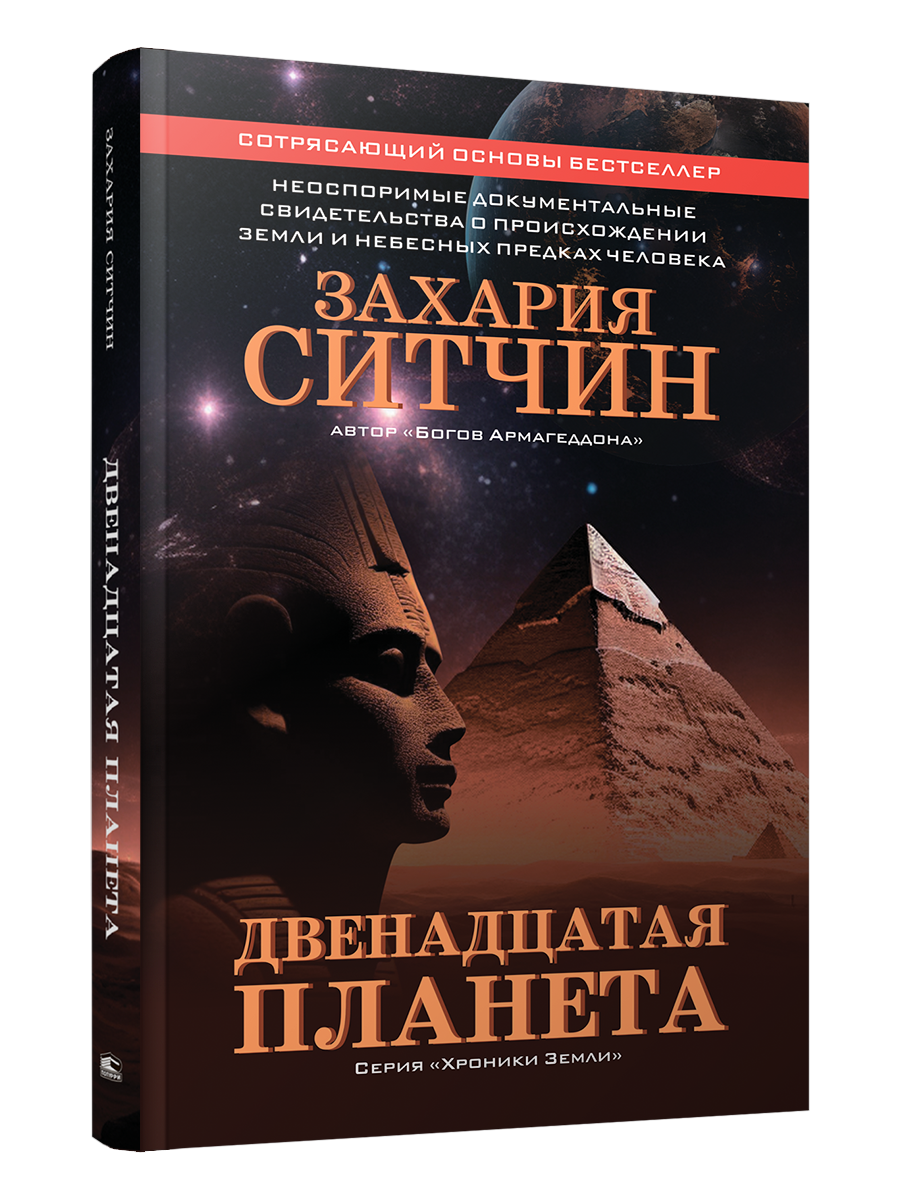 СОТРЯСАЮЩИЙ ОСНОВЫ БЕСТСЕЛЛЕР
НЕОСПОРИМЫЕ ДОКУМЕНТАЛЬНЫЕ
СВИДЕТЕЛЬСТВА О ПРОИСХОЖДЕНИИ
ЗЕМЛИ И НЕБЕСНЫХ ПРЕДКАХ ЧЕЛОВЕКА
ЗАХАРИЯ
СИТЧИН
АВТОР «БОГОВ АРМАГЕДДОНА»
ДВЕНАДЦАТАЯ
ПЛАНЕТА
СЕРИЯ «ХРОНИКИ ЗЕМЛИ»
ЗАХАРИЯ СИТЧИН
ДВЕНАДЦАТАЯ ПЛАНЕТА
ПОПУРРИ